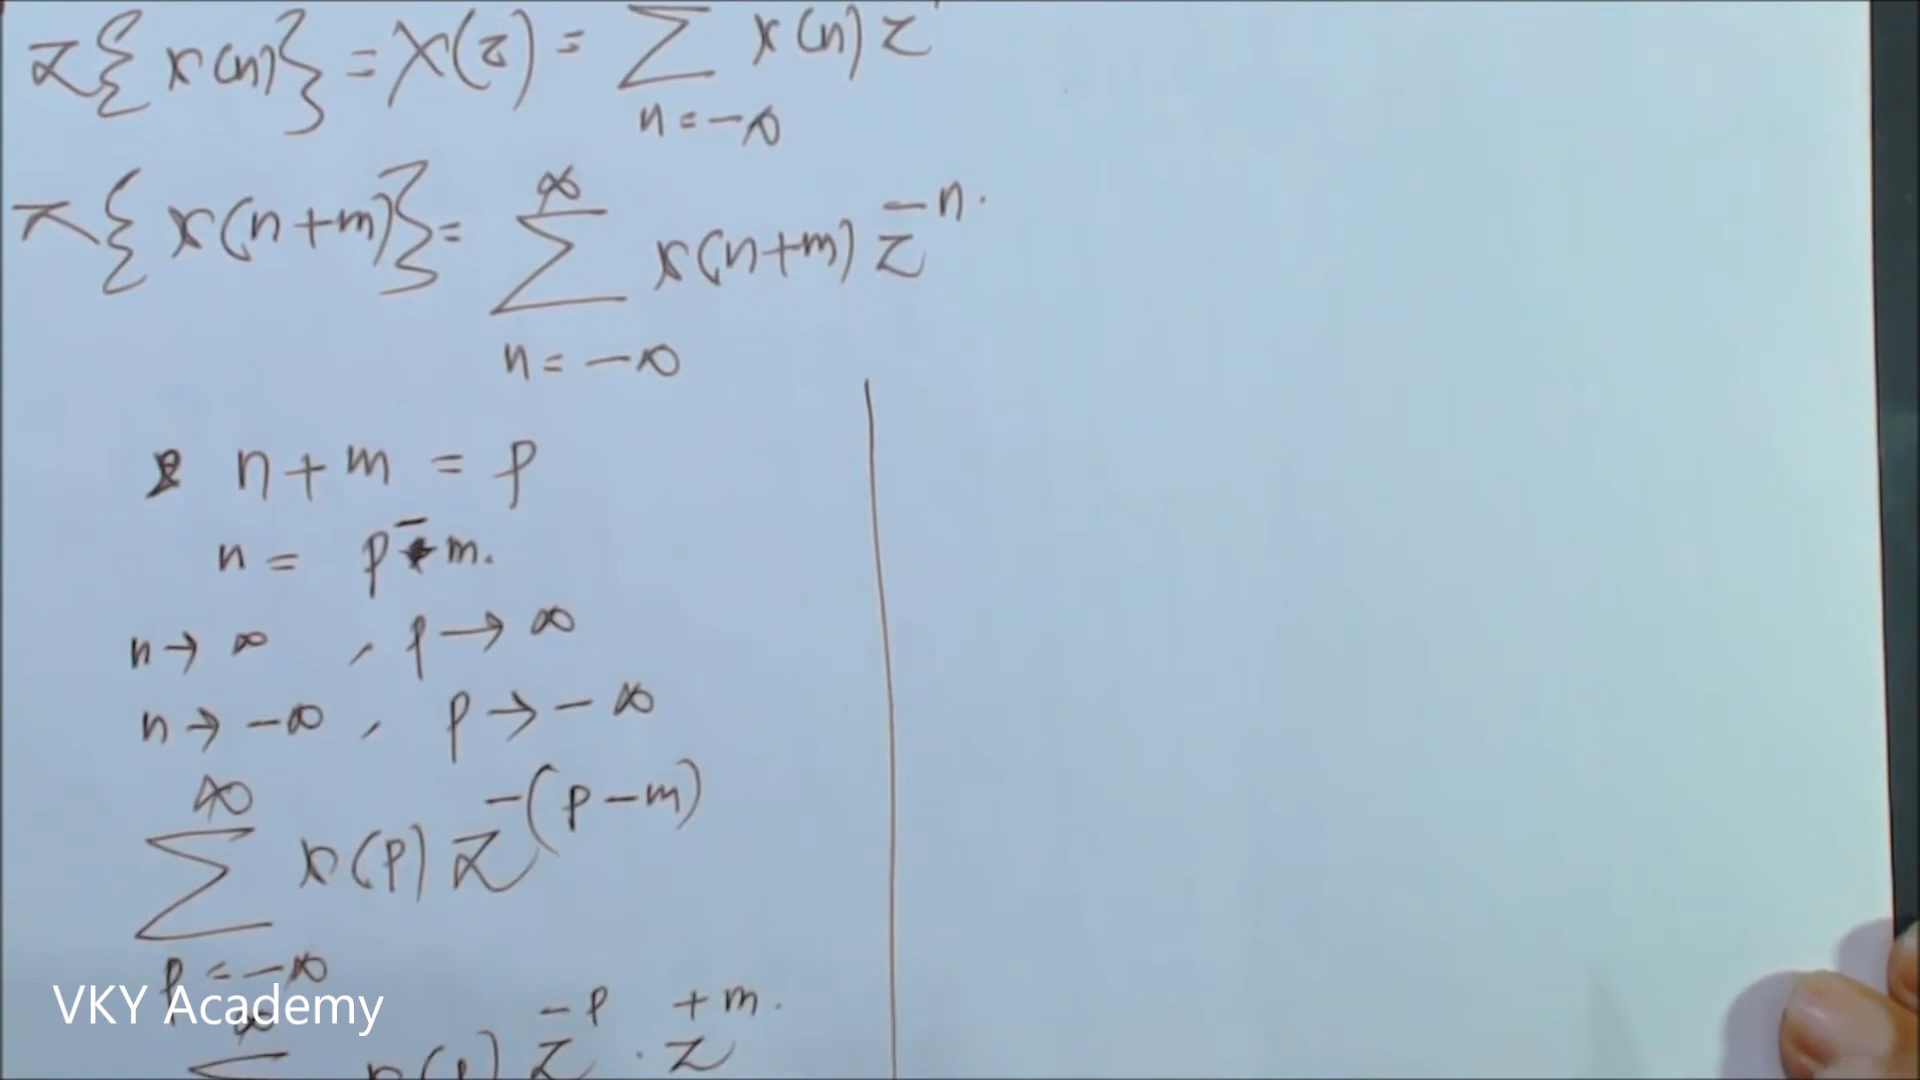 Z{x(n)} = X(z) = Σ x(n) z
n = -∞
∞
Z{x(n+m)} = Σ x(n+m) z^-n.
n = -∞
n + m = p
n = p - m.
n → ∞ , p → ∞
n → -∞ , p → -∞
∞
Σ x(p) z^-(p-m)
p = -∞
VKY Academy
∞
Σ x(p) z^-p . z^+m.